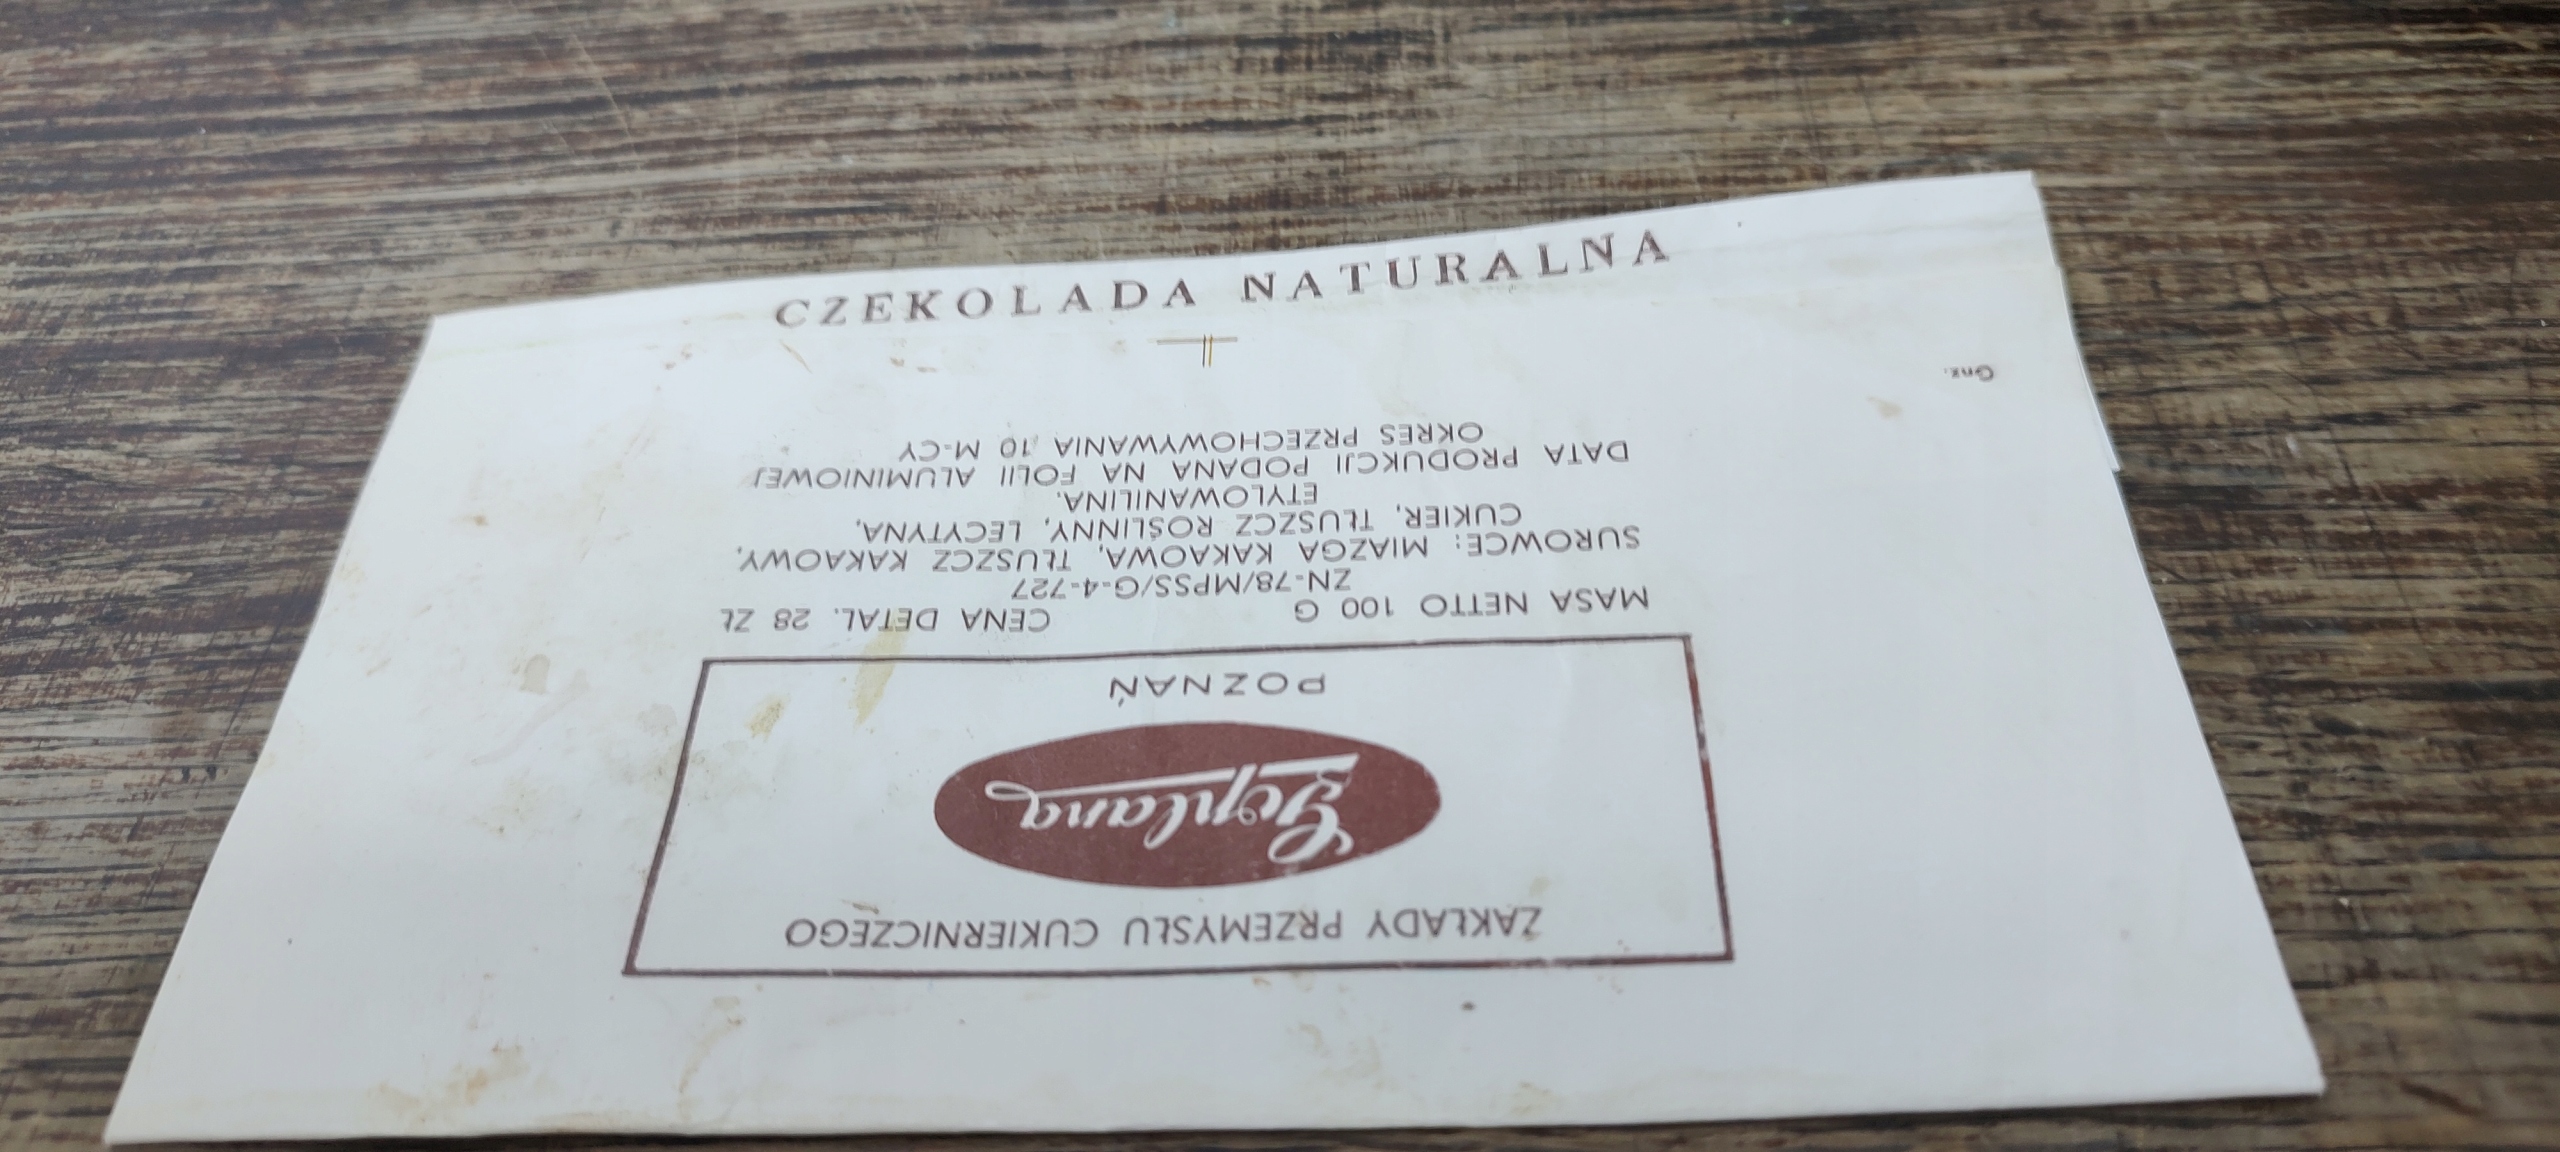 CZEKOLADA NATURALNA
ZAKŁADY PRZEMYSŁU CUKIERNICZEGO
Goplana
POZNAŃ
MASA NETTO 100 G CENA DETAL. 28 ZŁ
ZN-78/MPSS/G-4-727
SUROWCE: MIAZGA KAKAOWA, TŁUSZCZ KAKAOWY,
CUKIER, TŁUSZCZ ROŚLINNY, LECYTYNA,
ETYLOWANILINA.
DATA PRODUKCJI PODANA NA FOLII ALUMINIOWEJ
OKRES PRZECHOWYWANIA 10 M-CY
Gnz.